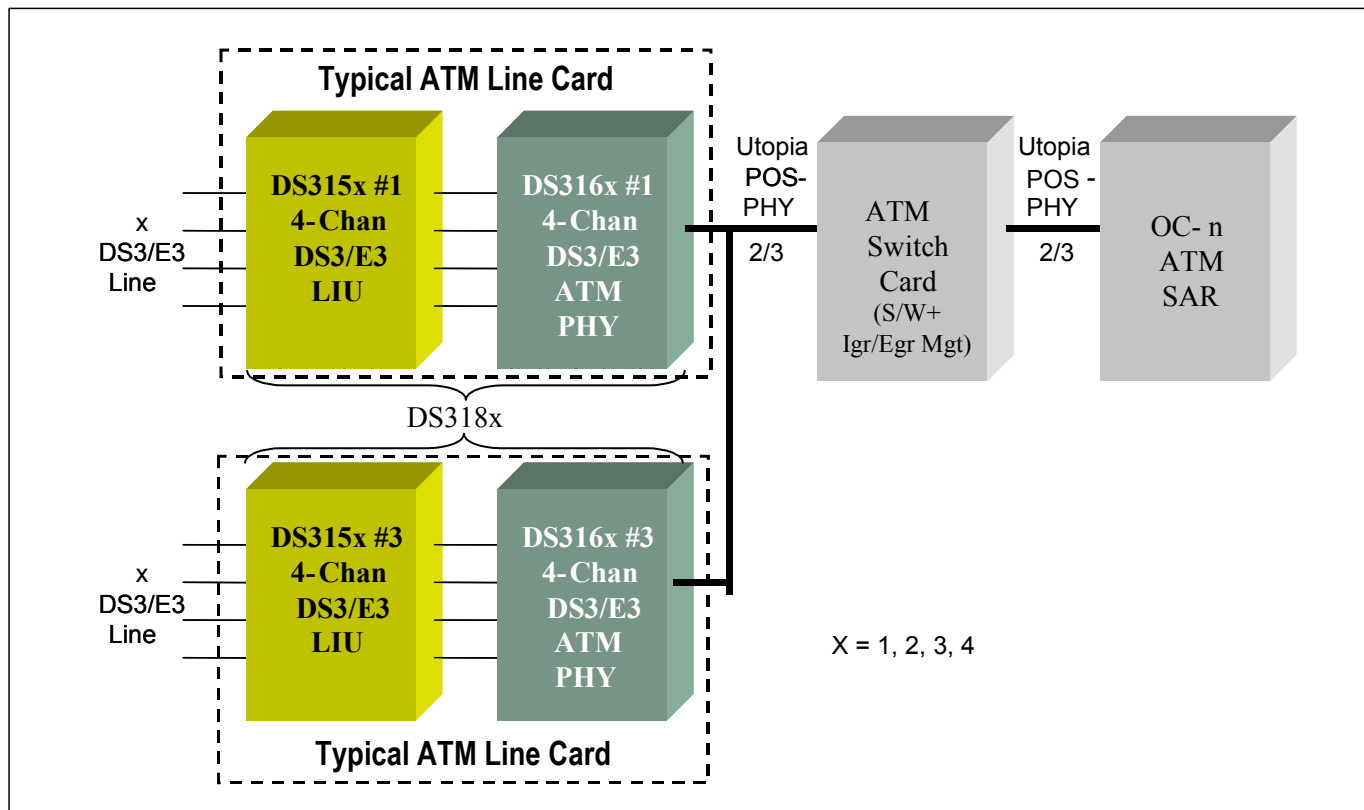 Typical ATM Line Card
x
DS3/E3
Line
DS315x #1
4-Chan
DS3/E3
LIU
DS316x #1
4-Chan
DS3/E3
ATM
PHY
Utopia
POS-
PHY
2/3
ATM
Switch
Card
(S/W+
Igr/Egr Mgt)
Utopia
POS -
PHY
2/3
OC- n
ATM
SAR
DS318x
x
DS3/E3
Line
DS315x #3
4-Chan
DS3/E3
LIU
DS316x #3
4-Chan
DS3/E3
ATM
PHY
X = 1, 2, 3, 4
Typical ATM Line Card